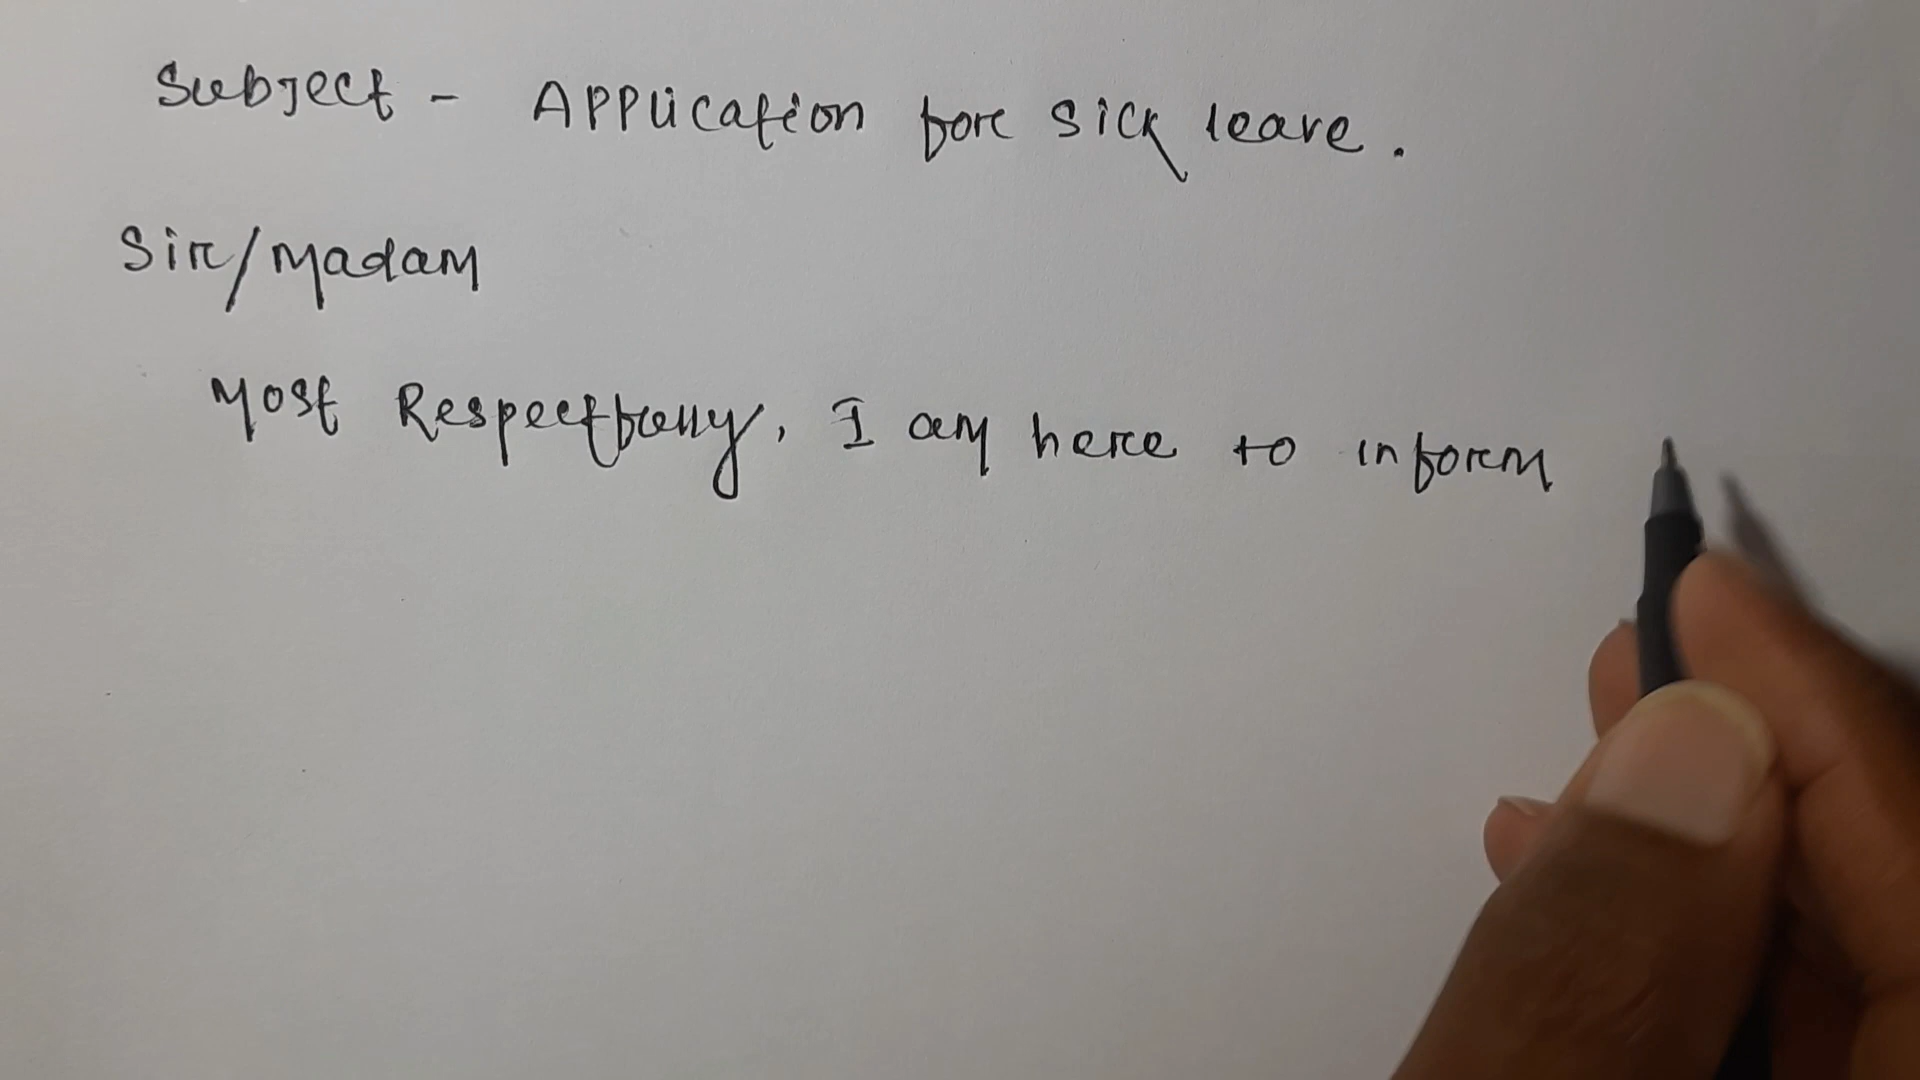 Subject - Application for sick leave.
Sir/Madam
Most Respectfully, I am here to inform